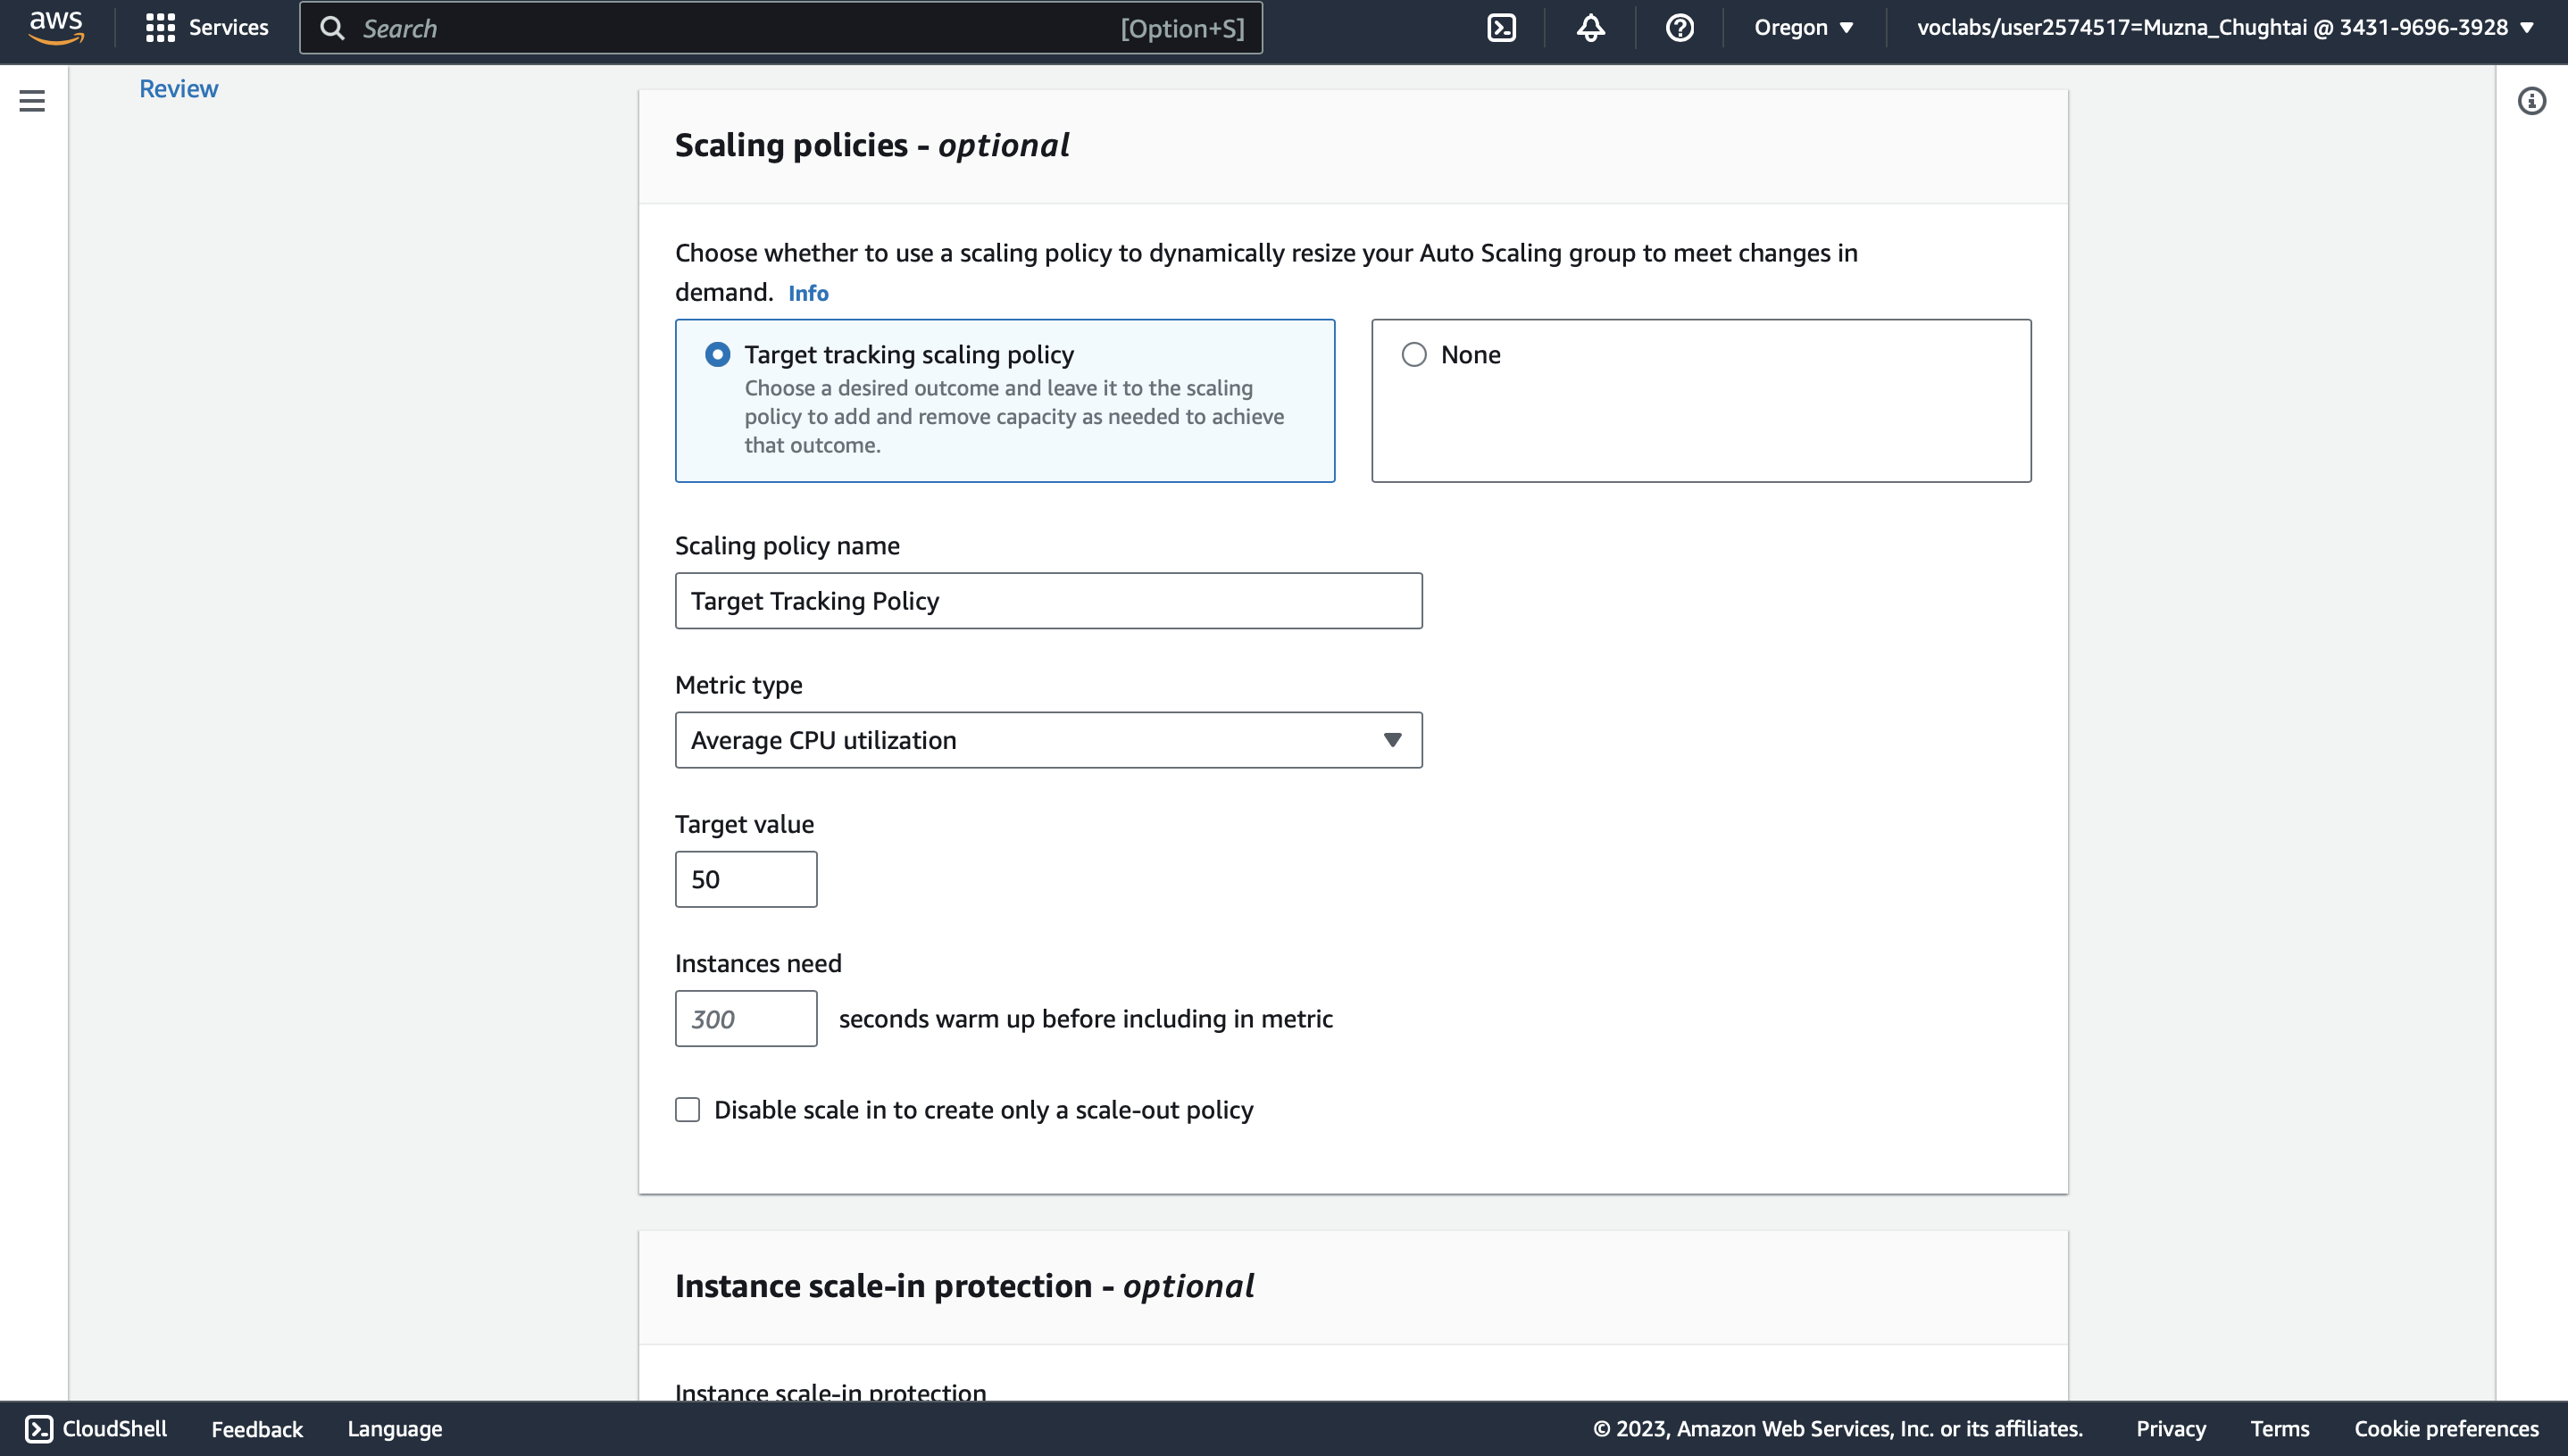 aws
Services
Search
[Option+S]
Oregon
voclabs/user2574517=Muzna_Chughtai @ 3431-9696-3928
Review
Scaling policies - optional
Choose whether to use a scaling policy to dynamically resize your Auto Scaling group to meet changes in
demand. Info
Target tracking scaling policy
Choose a desired outcome and leave it to the scaling
policy to add and remove capacity as needed to achieve
that outcome.
None
Scaling policy name
Target Tracking Policy
Metric type
Average CPU utilization
Target value
50
Instances need
300 seconds warm up before including in metric
Disable scale in to create only a scale-out policy
Instance scale-in protection - optional
Instance scale-in protection
CloudShell
Feedback
Language
© 2023, Amazon Web Services, Inc. or its affiliates.
Privacy
Terms
Cookie preferences